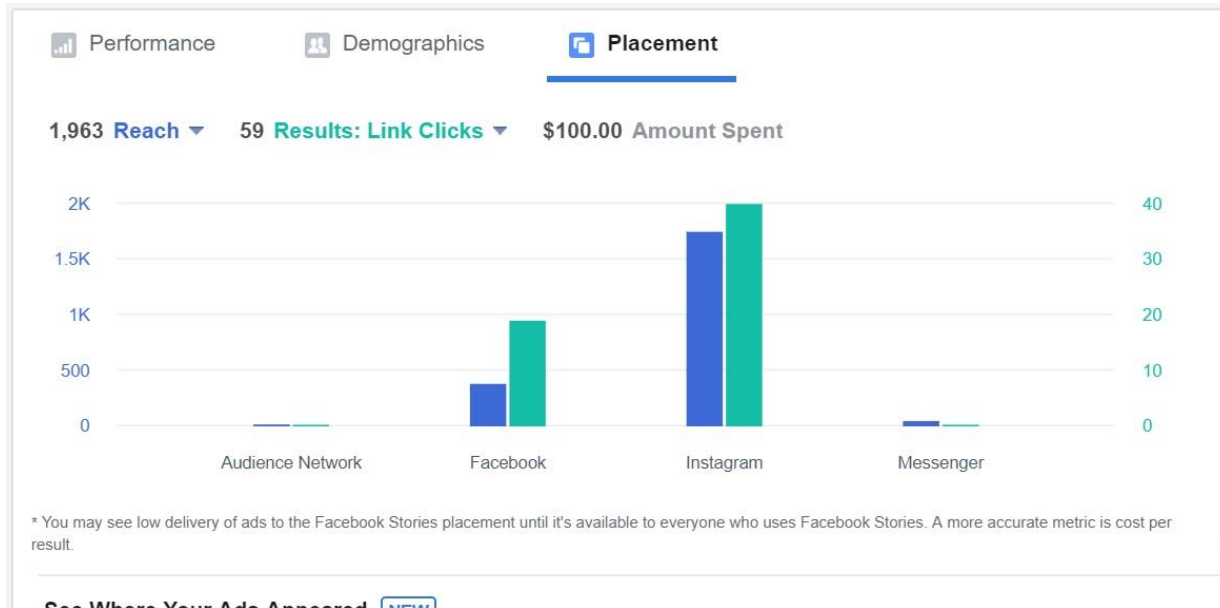 Performance Demographics Placement
1,963 Reach 59 Results: Link Clicks $100.00 Amount Spent
2K 40
1.5K 30
1K 20
500 10
0 0
Audience Network Facebook Instagram Messenger
* You may see low delivery of ads to the Facebook Stories placement until it's available to everyone who uses Facebook Stories. A more accurate metric is cost per
result.
See Where Your Ads Appeared NEW